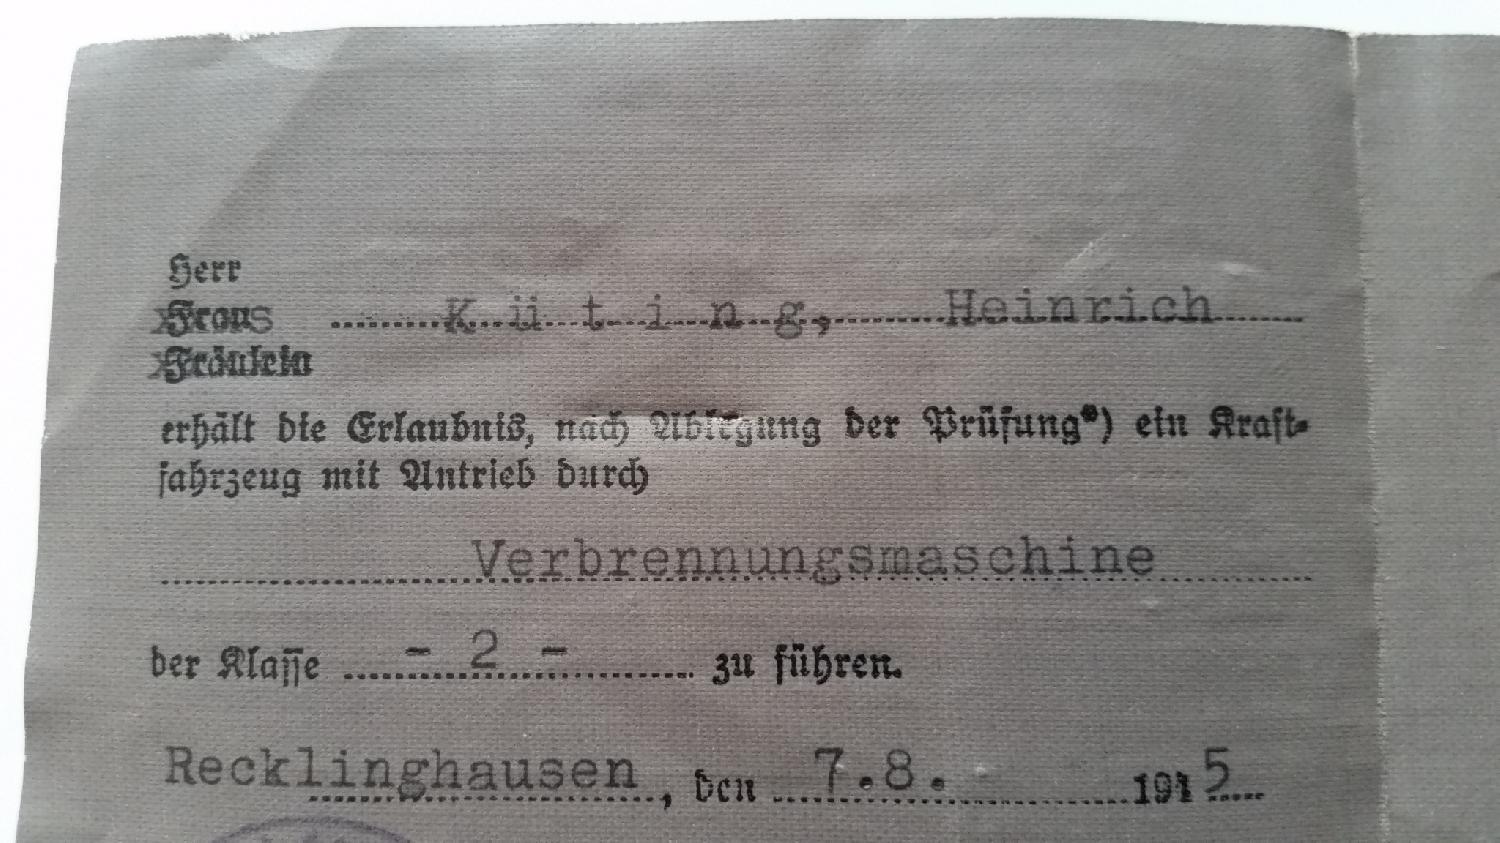 Herr
Frau
Fräulein
K ü t i n g, Heinrich
erhält die Erlaubnis, nach Ablegung der Prüfung*) ein Kraft-
fahrzeug mit Antrieb durch
Verbrennungsmaschine
der Klasse - 2 - zu führen.
Recklinghausen, den 7.8. 1945